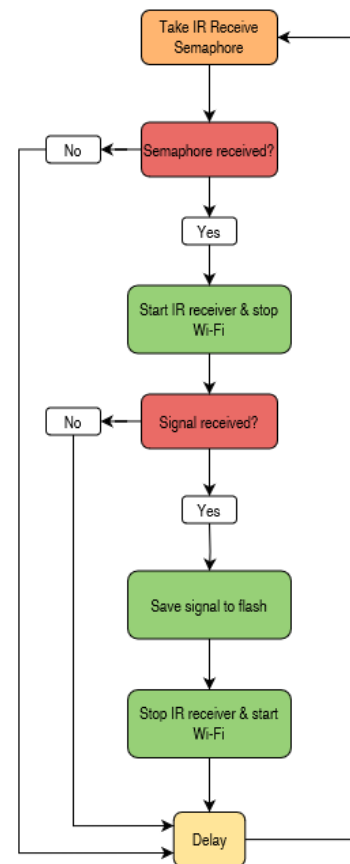 Take IR Receive
Semaphore
No
Semaphore received?
Yes
Start IR receiver & stop
Wi-Fi
No
Signal received?
Yes
Save signal to flash
Stop IR receiver & start
Wi-Fi
Delay